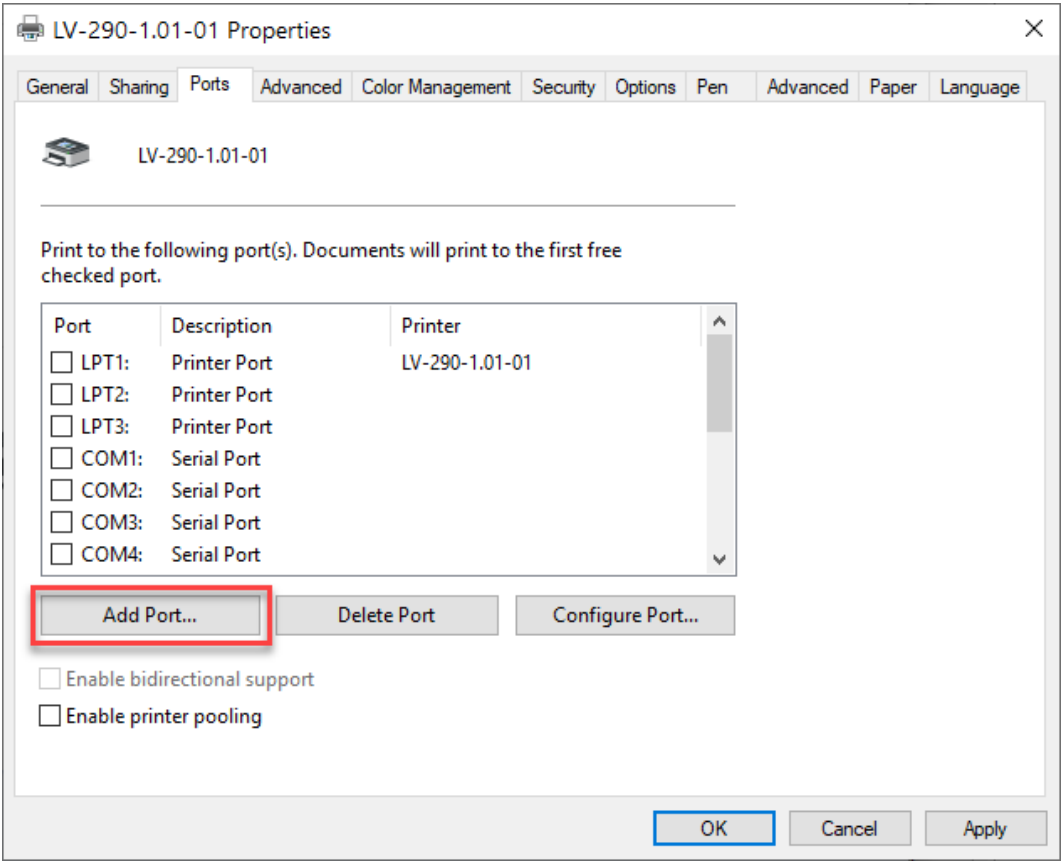 LV-290-1.01-01 Properties
General Sharing Ports Advanced Color Management Security Options Pen Advanced Paper Language
LV-290-1.01-01
Print to the following port(s). Documents will print to the first free
checked port.
Port Description Printer
LPT1: Printer Port LV-290-1.01-01
LPT2: Printer Port
LPT3: Printer Port
COM1: Serial Port
COM2: Serial Port
COM3: Serial Port
COM4: Serial Port
Add Port... Delete Port Configure Port...
Enable bidirectional support
Enable printer pooling
OK Cancel Apply